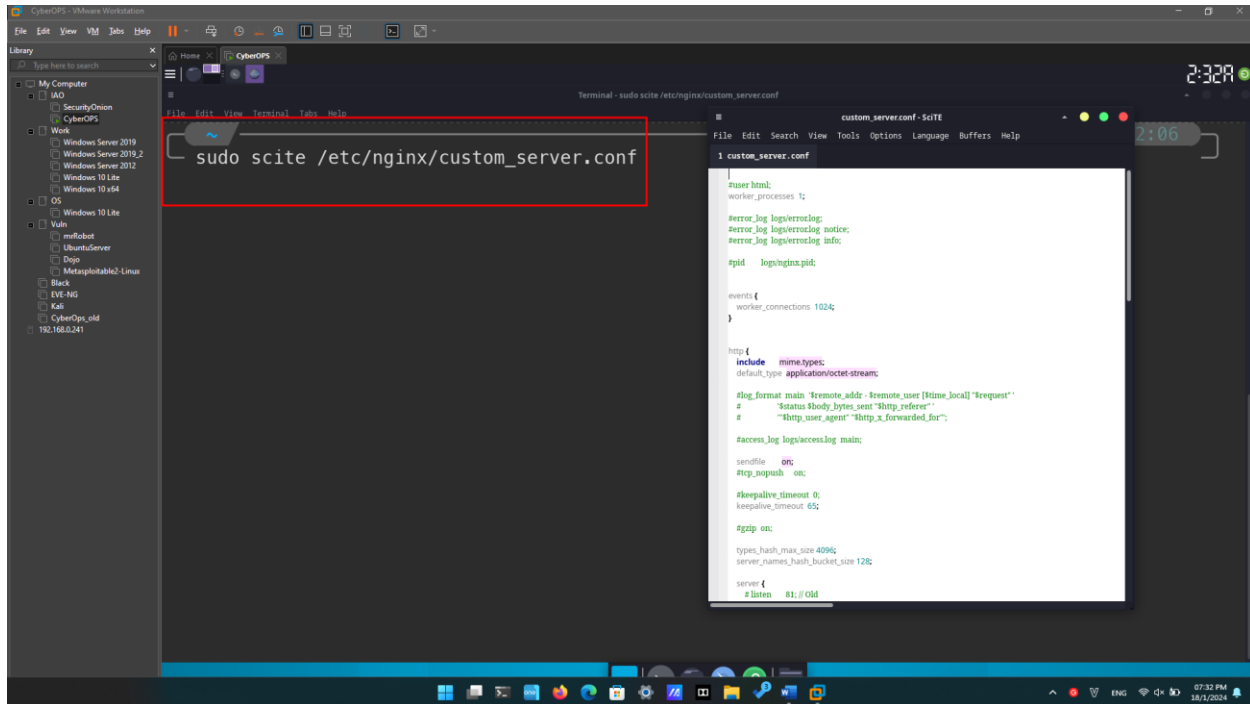 CyberOPS - VMware Workstation
File Edit View VM Tabs Help
Library
Type here to search
My Computer
IAO
SecurityOnion
CyberOPS
Work
Windows Server 2019
Windows Server 2019_2
Windows Server 2012
Windows 10 Lite
Windows 10 x64
OS
Windows 10 Lite
Vuln
mrRobot
UbuntuServer
Dojo
Metasploitable2-Linux
Black
EVE-NG
Kali
CyberOps_old
192.168.0.241
Home
CyberOPS
Terminal - sudo scite /etc/nginx/custom_server.conf
File Edit View Terminal Tabs Help
~
sudo scite /etc/nginx/custom_server.conf
2:06
custom_server.conf - SciTE
File Edit Search View Tools Options Language Buffers Help
1 custom_server.conf
#user html;
worker_processes 1;
#error_log logs/error.log;
#error_log logs/error.log notice;
#error_log logs/error.log info;
#pid logs/nginx.pid;
events {
worker_connections 1024;
}
http {
include mime.types;
default_type application/octet-stream;
#log_format main '$remote_addr - $remote_user [$time_local] "$request" '
# '$status $body_bytes_sent "$http_referer" '
# '"$http_user_agent" "$http_x_forwarded_for"';
#access_log logs/access.log main;
sendfile on;
#tcp_nopush on;
#keepalive_timeout 0;
keepalive_timeout 65;
#gzip on;
types_hash_max_size 4096;
server_names_hash_bucket_size 128;
server {
# listen 81; // Old
ENG
07:32 PM
18/1/2024